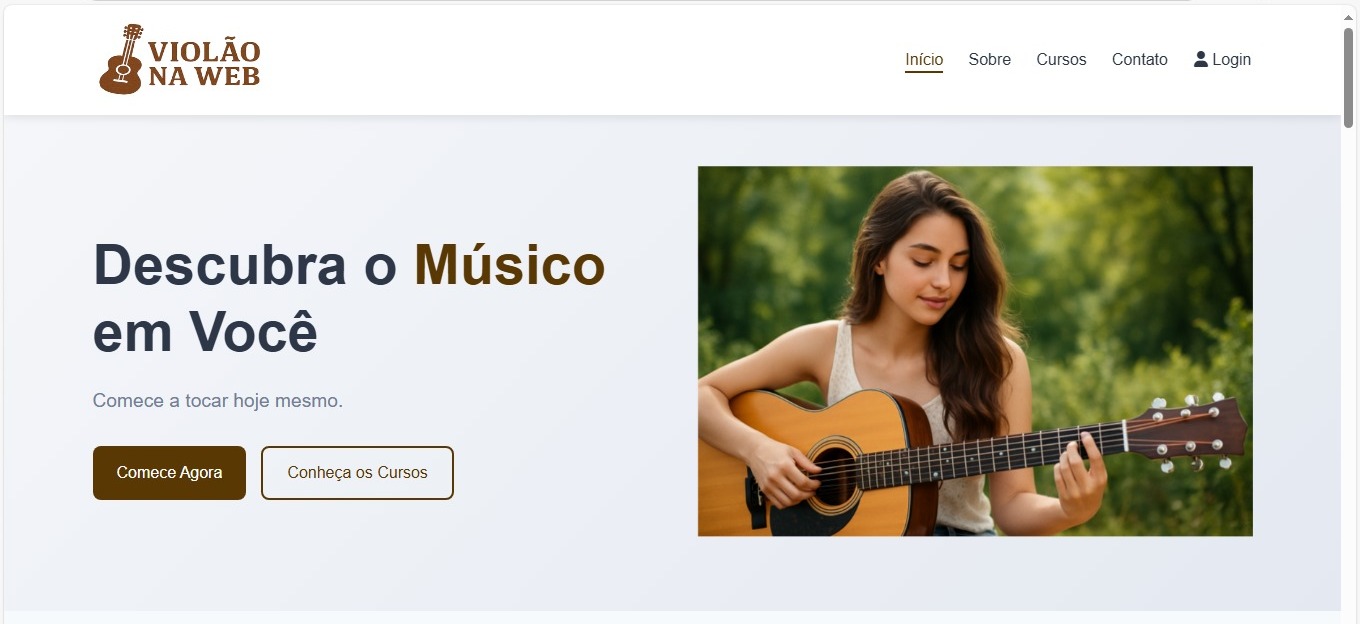 VIOLÃO
NA WEB
Início Sobre Cursos Contato Login
Descubra o Músico
em Você
Comece a tocar hoje mesmo.
Comece Agora Conheça os Cursos